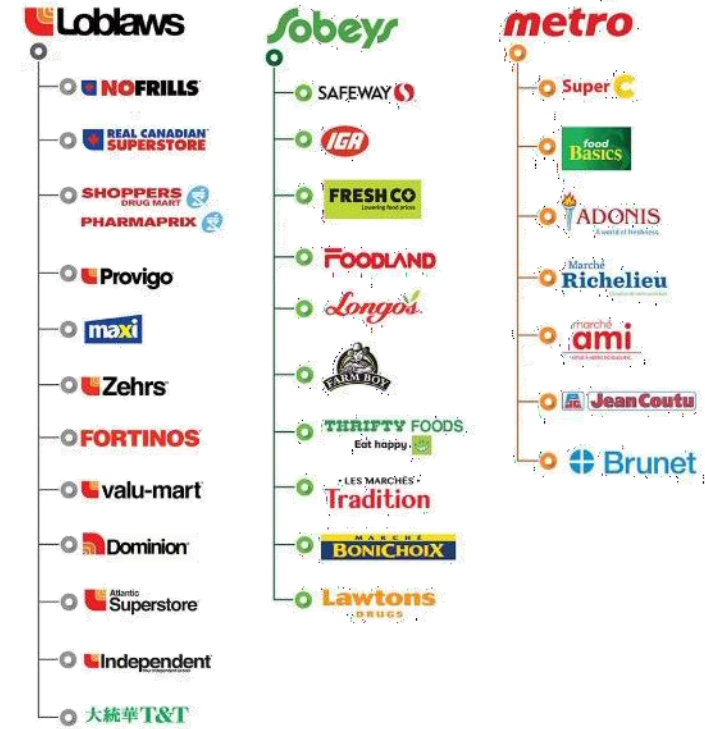 Loblaws
NOFRILLS
REAL CANADIAN
SUPERSTORE
SHOPPERS
DRUG MART
PHARMAPRIX
Provigo
maxi
Zehrs
FORTINOS
valu-mart
Dominion
Atlantic
Superstore
Independent
大統華T&T
Sobeys
SAFEWAY
IGA
FRESHCO
Lowering food prices
FOODLAND
Longo's
FARM BOY
THRIFTY FOODS
Eat happy.
LES MARCHÉS
Tradition
MARCHÉ
BONICHOIX
Lawtons
DRUGS
metro
Super C
food
Basics
ADONIS
A world of freshness
Marché
Richelieu
marché
ami
Jean Coutu
Brunet